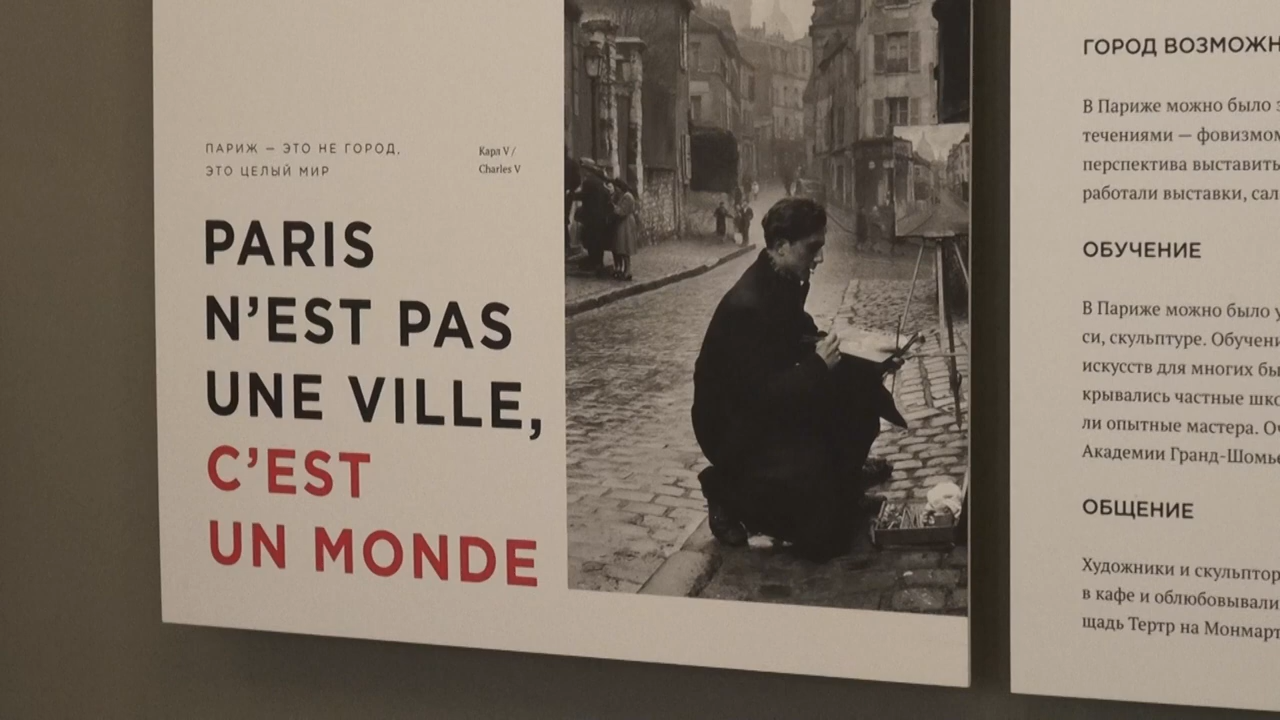 ПАРИЖ — ЭТО НЕ ГОРОД,
ЭТО ЦЕЛЫЙ МИР
Карл V /
Charles V
PARIS
N’EST PAS
UNE VILLE,
C’EST
UN MONDE
ГОРОД ВОЗМОЖН
В Париже можно было
течениями — фовизмом
перспектива выставить
работали выставки, сал
ОБУЧЕНИЕ
В Париже можно было у
си, скульптуре. Обучени
искусств для многих бы
крывались частные шко
ли опытные мастера. Оч
Академии Гранд-Шомье
ОБЩЕНИЕ
Художники и скульптор
в кафе и облюбовывали
щадь Тертр на Монмарт